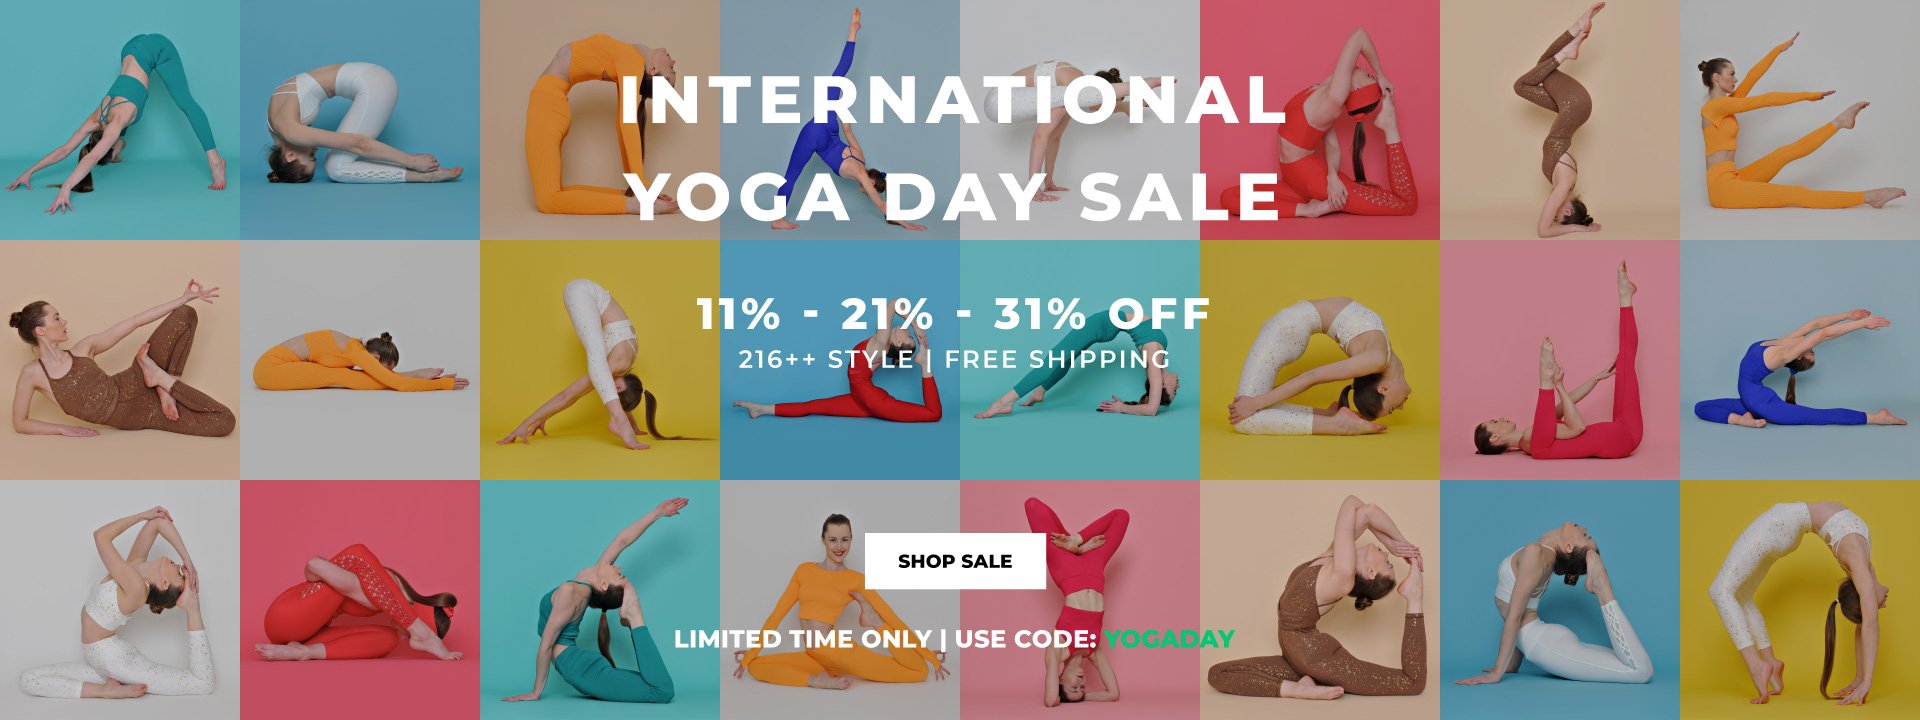 INTERNATIONAL
YOGA DAY SALE
11% - 21% - 31% OFF
216++ STYLE | FREE SHIPPING
SHOP SALE
LIMITED TIME ONLY | USE CODE: YOGADAY